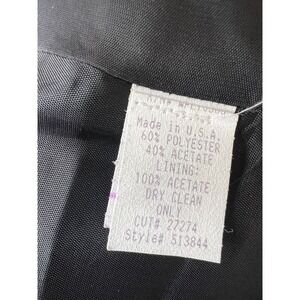 Made in U.S.A.
60% POLYESTER
40% ACETATE
LINING:
100% ACETATE
DRY CLEAN
ONLY
CUT# 27274
Style# 513844